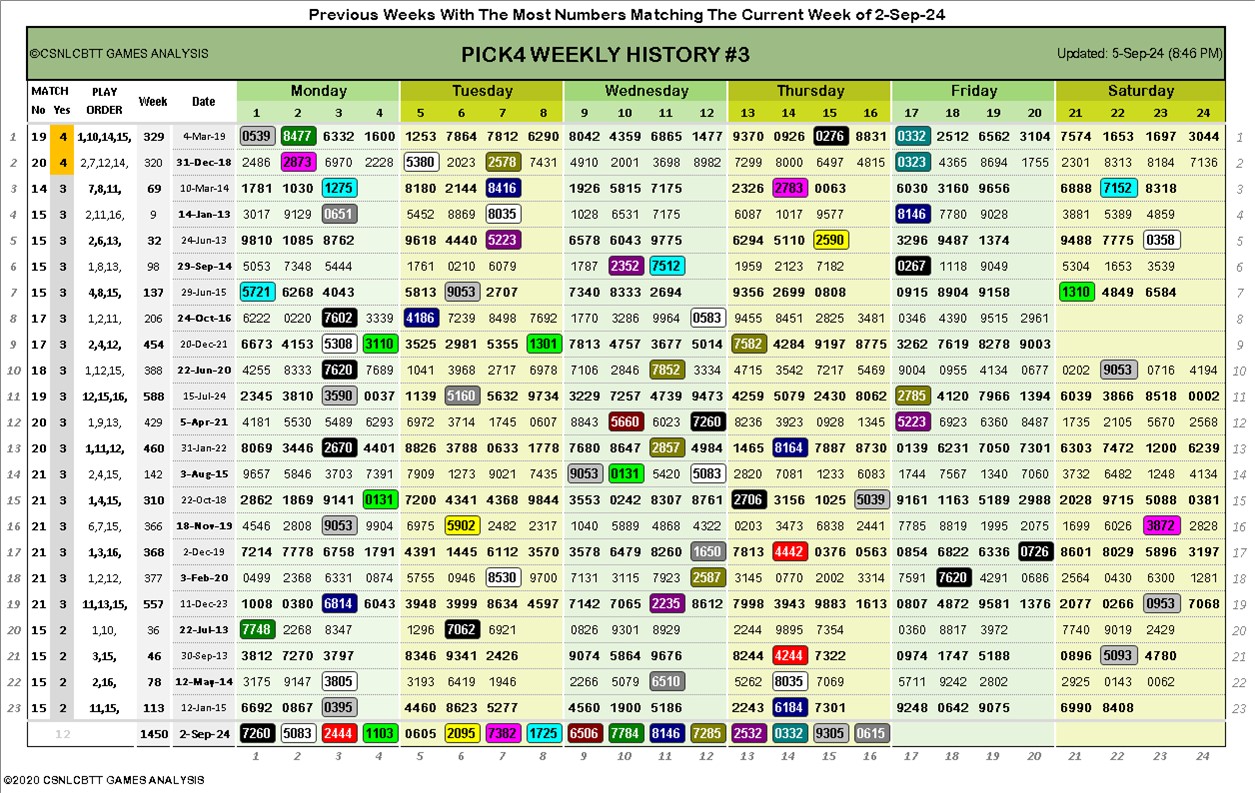 Previous Weeks With The Most Numbers Matching The Current Week of 2-Sep-24
©CSNLCBTT GAMES ANALYSIS PICK4 WEEKLY HISTORY #3 Updated: 5-Sep-24 (8:46 PM)
MATCH PLAY Week Date Monday Tuesday Wednesday Thursday Friday Saturday
No Yes ORDER 1 2 3 4 5 6 7 8 9 10 11 12 13 14 15 16 17 18 19 20 21 22 23 24
1 19 4 1,10,14,15, 329 4-Mar-19 0539 8477 6332 1600 1253 7864 7812 6290 8042 4359 6865 1477 9370 0926 0276 8831 0332 2512 6562 3104 7574 1653 1697 3044 1
2 20 4 2,7,12,14, 320 31-Dec-18 2486 2873 6970 2228 5380 2023 2578 7431 4910 2001 3698 8982 7299 8000 6497 4815 0323 4365 8694 1755 2301 8313 8184 7136 2
3 14 3 7,8,11, 69 10-Mar-14 1781 1030 1275 8180 2144 8416 1926 5815 7175 2326 2783 0063 6030 3160 9656 6888 7152 8318 3
4 15 3 2,11,16, 9 14-Jan-13 3017 9129 0651 5452 8869 8035 1028 6531 7175 6087 1017 9577 8146 7780 9028 3881 5389 4859 4
5 15 3 2,6,13, 32 24-Jun-13 9810 1085 8762 9618 4440 5223 6578 6043 9775 6294 5110 2590 3296 9487 1374 9488 7775 0358 5
6 15 3 1,8,13, 98 29-Sep-14 5053 7348 5444 1761 0210 6079 1787 2352 7512 1959 2123 7182 0267 1118 9049 5304 1653 3539 6
7 15 3 4,8,15, 137 29-Jun-15 5721 6268 4043 5813 9053 2707 7340 8333 2694 9356 2699 0808 0915 8904 9158 1310 4849 6584 7
8 17 3 1,2,11, 206 24-Oct-16 6222 0220 7602 3339 4186 7239 8498 7692 1770 3286 9964 0583 9455 8451 2825 3481 0346 4390 9515 2961 8
9 17 3 2,4,12, 454 20-Dec-21 6673 4153 5308 3110 3525 2981 5355 1301 7813 4757 3677 5014 7582 4284 9197 8775 3262 7619 8278 9003 9
10 18 3 1,12,15, 388 22-Jun-20 4255 8333 7620 7689 1041 3968 2717 6978 7106 2846 7852 3334 4715 3542 7217 5469 9004 0955 4134 0677 0202 9053 0716 4194 10
11 19 3 12,15,16, 588 15-Jul-24 2345 3810 3590 0037 1139 5160 5632 9734 3229 7257 4739 9473 4259 5079 2430 8062 2785 4120 7966 1394 6039 3866 8518 0002 11
12 20 3 1,9,13, 429 5-Apr-21 4181 5530 5489 6293 6972 3714 1745 0607 8843 5660 6023 7260 8236 3923 0928 1345 5223 6923 6360 8487 1735 2105 5670 2568 12
13 20 3 1,11,12, 460 31-Jan-22 8069 3446 2670 4401 8826 3788 0633 1778 7680 8647 2857 4984 1465 8164 7887 8730 0139 6231 7050 7301 6303 7472 1200 6239 13
14 21 3 2,4,15, 142 3-Aug-15 9657 5846 3703 7391 7909 1273 9021 7435 9053 0131 5420 5083 2820 7081 1233 6083 1744 7567 1340 7060 3732 6482 1248 4134 14
15 21 3 1,4,15, 310 22-Oct-18 2862 1869 9141 0131 7200 4341 4368 9844 3553 0242 8307 8761 2706 3156 1025 5039 9161 1163 5189 2988 2028 9715 5088 0381 15
16 21 3 6,7,15, 366 18-Nov-19 4546 2808 9053 9904 6975 5902 2482 2317 1040 5889 4868 4322 0203 3473 6838 2441 7785 8819 1995 2075 1699 6026 3872 2828 16
17 21 3 1,3,16, 368 2-Dec-19 7214 7778 6758 1791 4391 1445 6112 3570 3578 6479 8260 1650 7813 4442 0376 0563 0854 6822 6336 0726 8601 8029 5896 3197 17
18 21 3 1,2,12, 377 3-Feb-20 0499 2368 6331 0874 5755 0946 8530 9700 7131 3115 7923 2587 3145 0770 2002 3314 7591 7620 4291 0686 2564 0430 6300 1281 18
19 21 3 11,13,15, 557 11-Dec-23 1008 0380 6814 6043 3948 3999 8634 4597 7142 7065 2235 8612 7998 3943 9883 1613 0807 4872 9581 1376 2077 0266 0953 7068 19
20 15 2 1,10, 36 22-Jul-13 7748 2268 8347 1296 7062 6921 0826 9301 8929 2244 9895 7354 0360 8817 3972 7740 9019 2429 20
21 15 2 3,15, 46 30-Sep-13 3812 7270 3797 8346 9341 2426 9074 5864 9676 8244 4244 7322 0974 1747 5188 0896 5093 4780 21
22 15 2 2,16, 78 12-May-14 3175 9147 3805 3193 6419 1946 2266 5079 6510 5262 8035 7069 5711 9242 2802 2925 0143 0062 22
23 15 2 11,15, 113 12-Jan-15 6692 0867 0395 4460 8623 5277 4560 1900 5186 2243 6184 7301 9248 0642 9075 6990 8408 23
12 1450 2-Sep-24 7260 5083 2444 1103 0605 2095 7382 1725 6506 7784 8146 7285 2532 0332 9305 0615
1 2 3 4 5 6 7 8 9 10 11 12 13 14 15 16 17 18 19 20 21 22 23 24
©2020 CSNLCBTT GAMES ANALYSIS